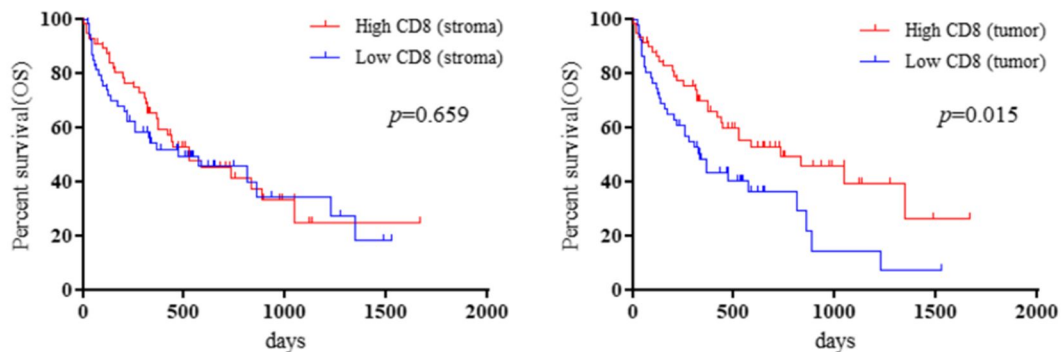 100
80
60
40
20
0
Percent survival(OS)
High CD8 (stroma)
Low CD8 (stroma)
p=0.659
0 500 1000 1500 2000
days
100
80
60
40
20
0
Percent survival(OS)
High CD8 (tumor)
Low CD8 (tumor)
p=0.015
0 500 1000 1500 2000
days